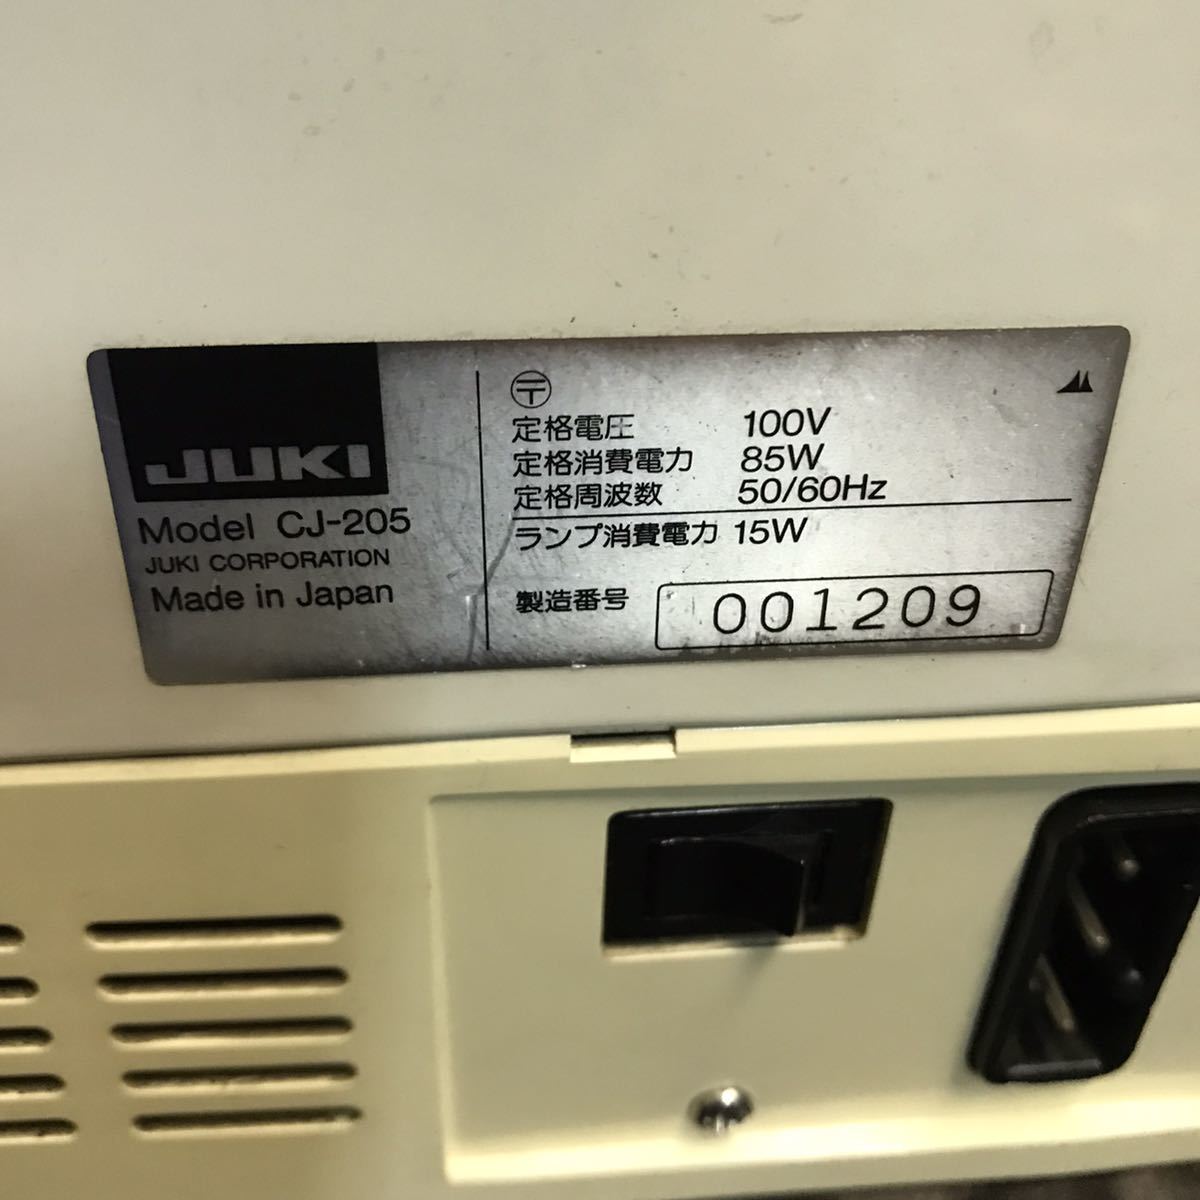 JUKI
Model CJ-205
JUKI CORPORATION
Made in Japan
〒
定格電圧 100V
定格消費電力 85W
定格周波数 50/60Hz
ランプ消費電力 15W
製造番号 001209